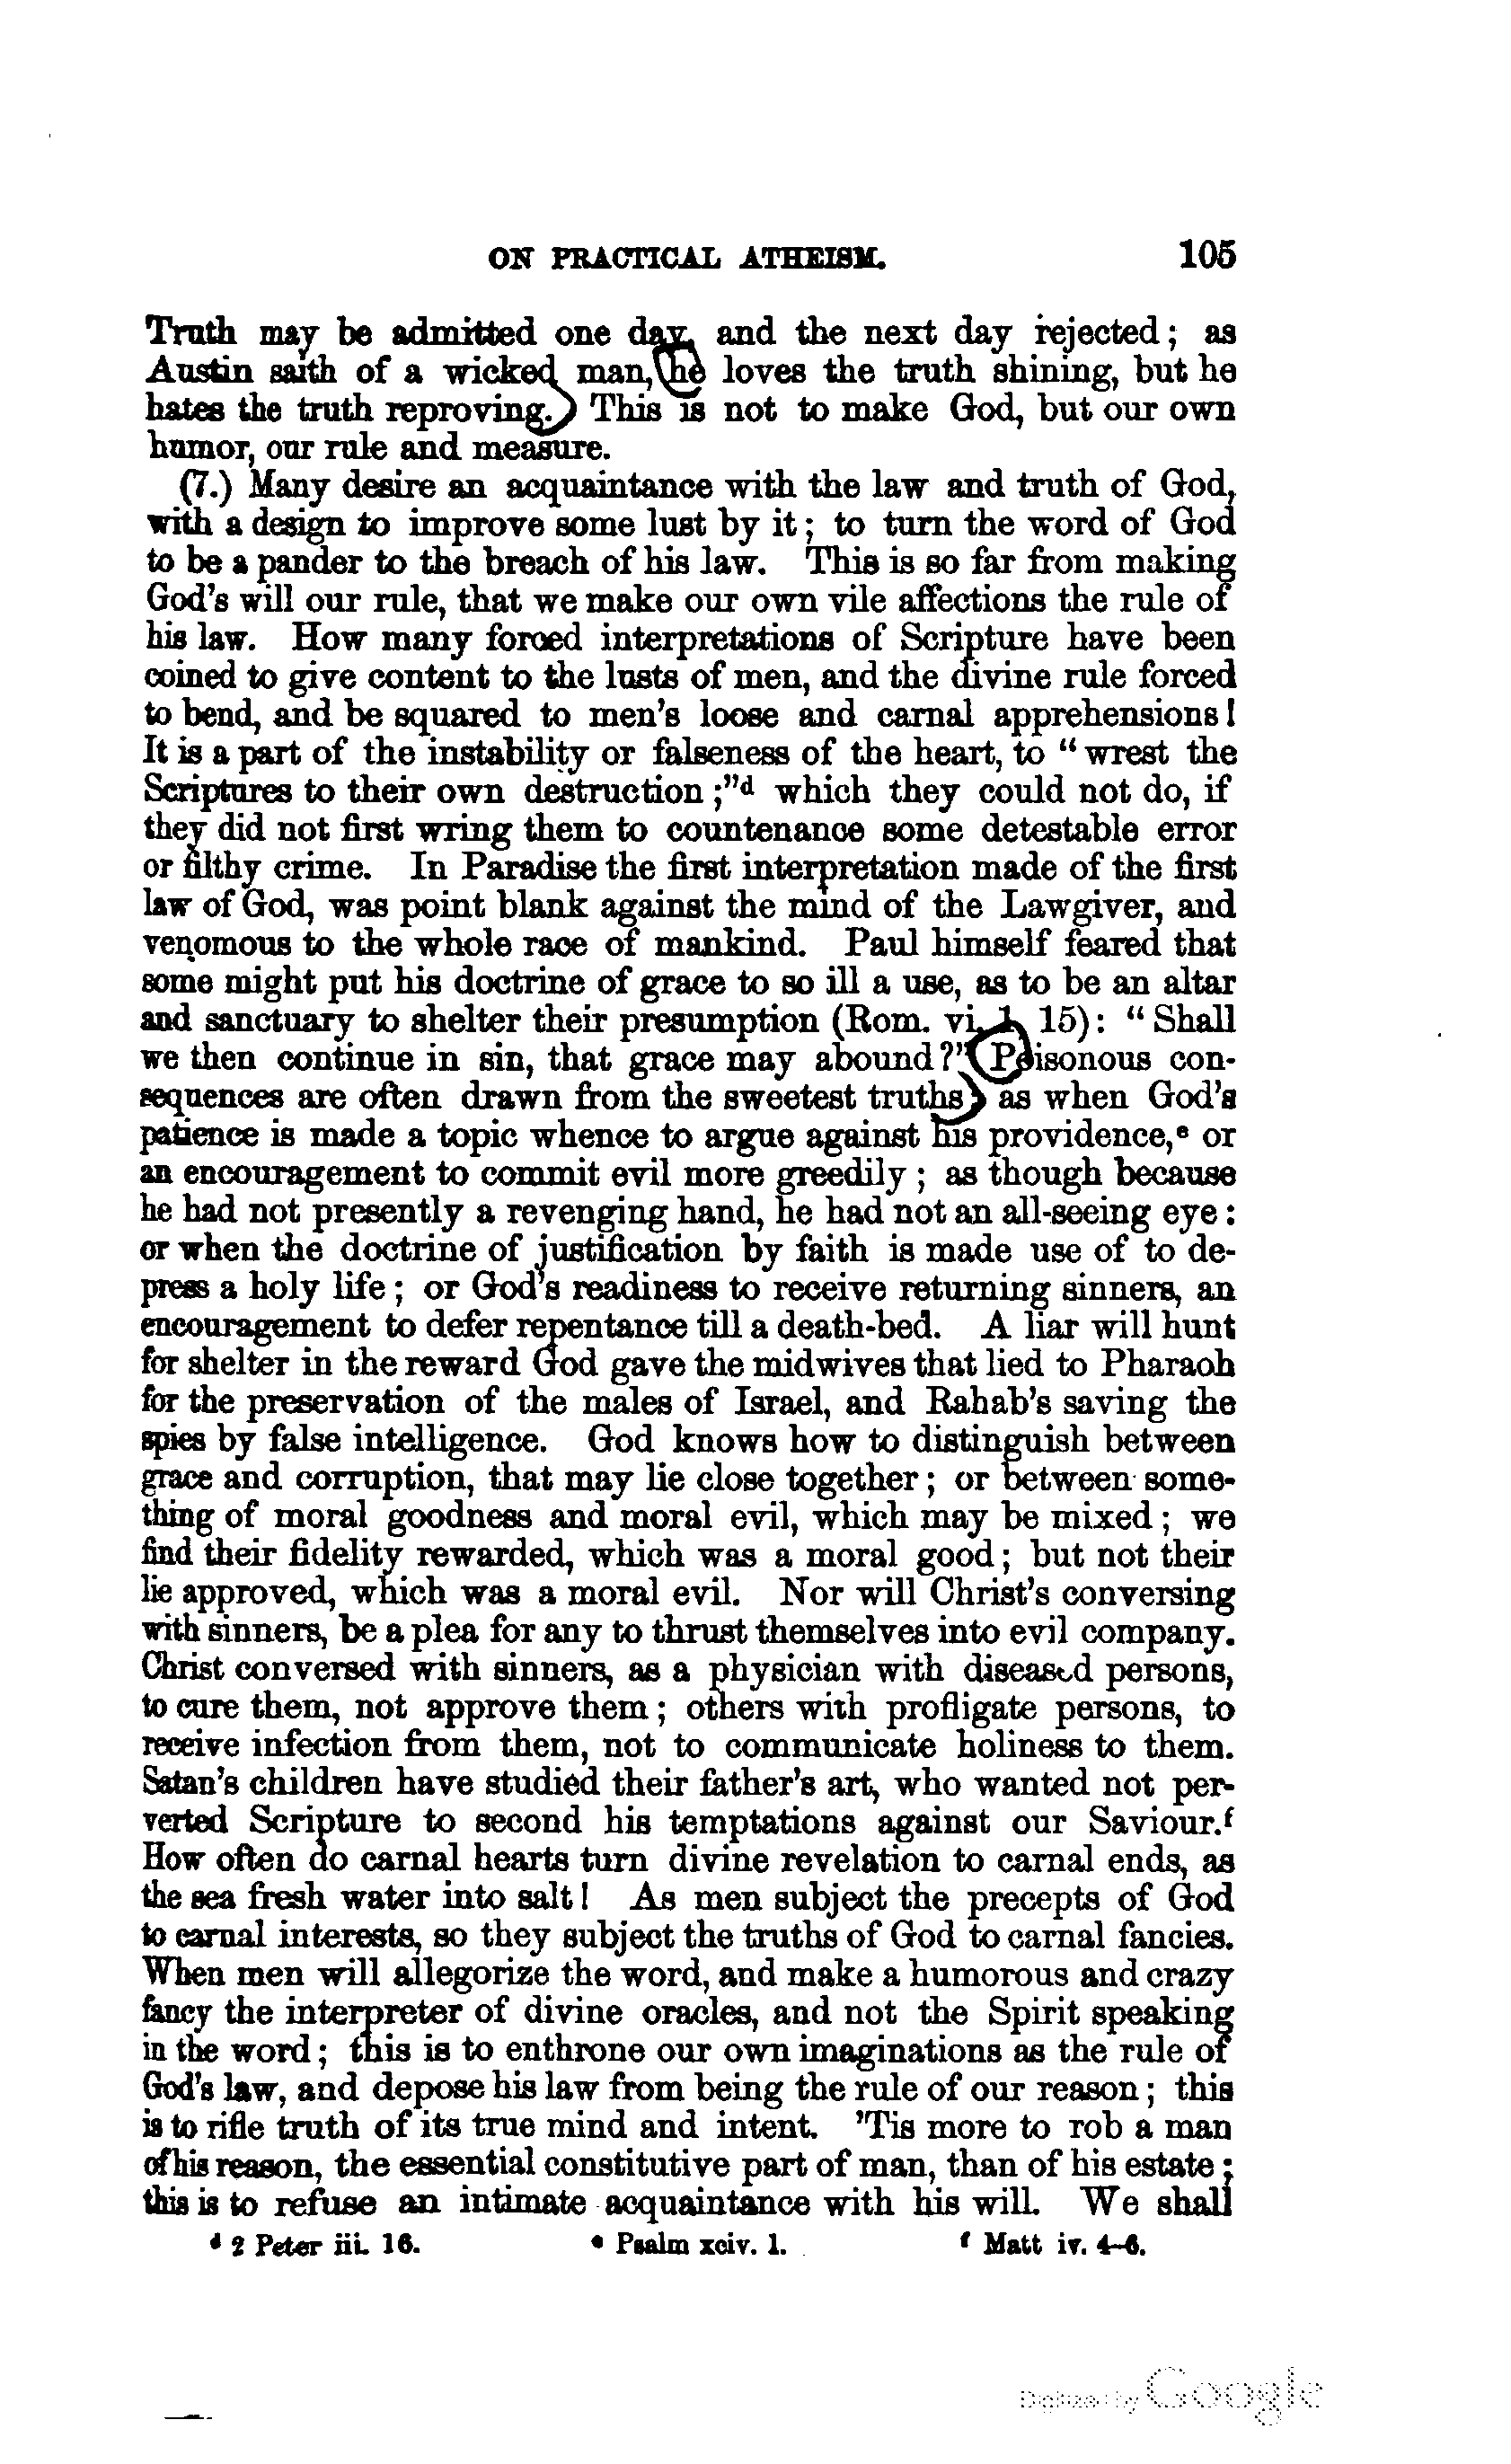 ON PRACTICAL ATHEISM. 105
Truth may be admitted one day, and the next day rejected; as
Austin saith of a wicked man, he loves the truth shining, but he
hates the truth reproving. This is not to make God, but our own
humor, our rule and measure.
(7.) Many desire an acquaintance with the law and truth of God,
with a design to improve some lust by it; to turn the word of God
to be a pander to the breach of his law. This is so far from making
God's will our rule, that we make our own vile affections the rule of
his law. How many forced interpretations of Scripture have been
coined to give content to the lusts of men, and the divine rule forced
to bend, and be squared to men's loose and carnal apprehensions!
It is a part of the instability or falseness of the heart, to "wrest the
Scriptures to their own destruction;"d which they could not do, if
they did not first wring them to countenance some detestable error
or filthy crime. In Paradise the first interpretation made of the first
law of God, was point blank against the mind of the Lawgiver, and
venomous to the whole race of mankind. Paul himself feared that
some might put his doctrine of grace to so ill a use, as to be an altar
and sanctuary to shelter their presumption (Rom. vi. 1, 15): "Shall
we then continue in sin, that grace may abound?" Poisonous con-
sequences are often drawn from the sweetest truths; as when God's
patience is made a topic whence to argue against his providence,e or
an encouragement to commit evil more greedily; as though because
he had not presently a revenging hand, he had not an all-seeing eye:
or when the doctrine of justification by faith is made use of to de-
press a holy life; or God's readiness to receive returning sinners, an
encouragement to defer repentance till a death-bed. A liar will hunt
for shelter in the reward God gave the midwives that lied to Pharaoh
for the preservation of the males of Israel, and Rahab's saving the
spies by false intelligence. God knows how to distinguish between
grace and corruption, that may lie close together; or between some-
thing of moral goodness and moral evil, which may be mixed; we
find their fidelity rewarded, which was a moral good; but not their
lie approved, which was a moral evil. Nor will Christ's conversing
with sinners, be a plea for any to thrust themselves into evil company.
Christ conversed with sinners, as a physician with diseased persons,
to cure them, not approve them; others with profligate persons, to
receive infection from them, not to communicate holiness to them.
Satan's children have studied their father's art, who wanted not per-
verted Scripture to second his temptations against our Saviour.f
How often do carnal hearts turn divine revelation to carnal ends, as
the sea fresh water into salt! As men subject the precepts of God
to carnal interests, so they subject the truths of God to carnal fancies.
When men will allegorize the word, and make a humorous and crazy
fancy the interpreter of divine oracles, and not the Spirit speaking
in the word; this is to enthrone our own imaginations as the rule of
God's law, and depose his law from being the rule of our reason; this
is to rifle truth of its true mind and intent. 'Tis more to rob a man
of his reason, the essential constitutive part of man, than of his estate;
this is to refuse an intimate acquaintance with his will. We shall
d 2 Peter iii. 16. e Psalm xciv. 1. f Matt iv. 4–6.
Digitized by Google